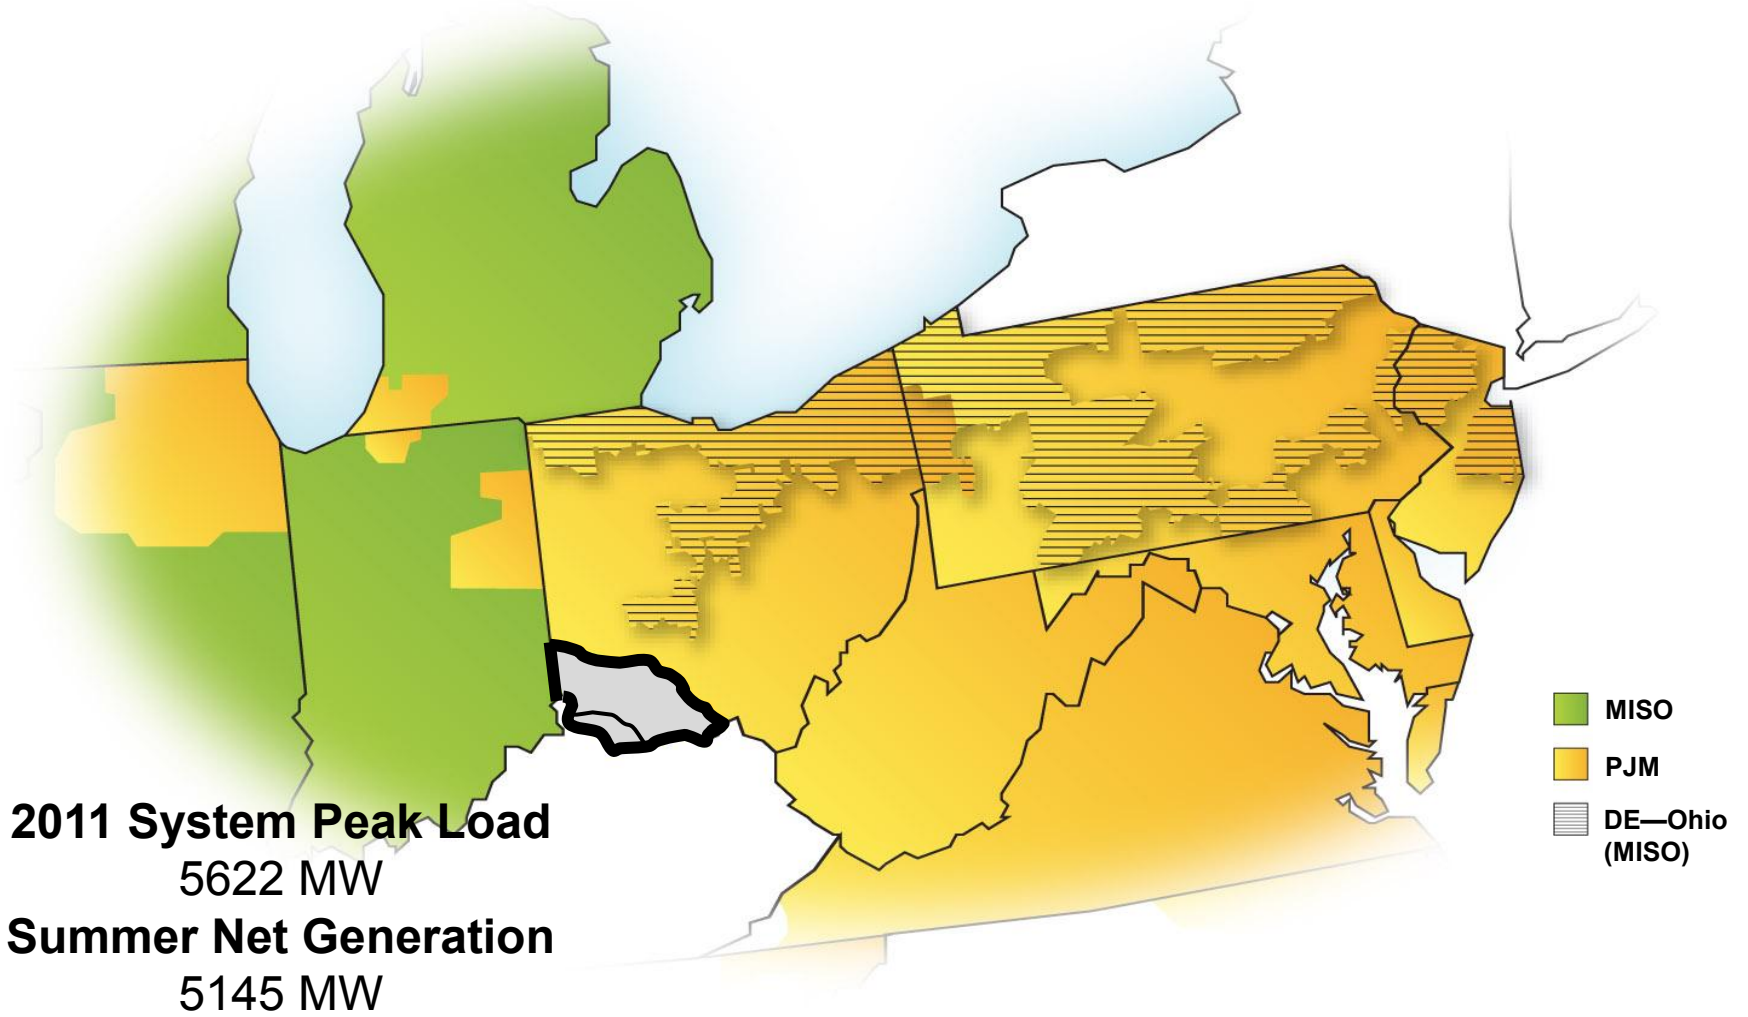 MISO
PJM
DE—Ohio
(MISO)
2011 System Peak Load
5622 MW
Summer Net Generation
5145 MW